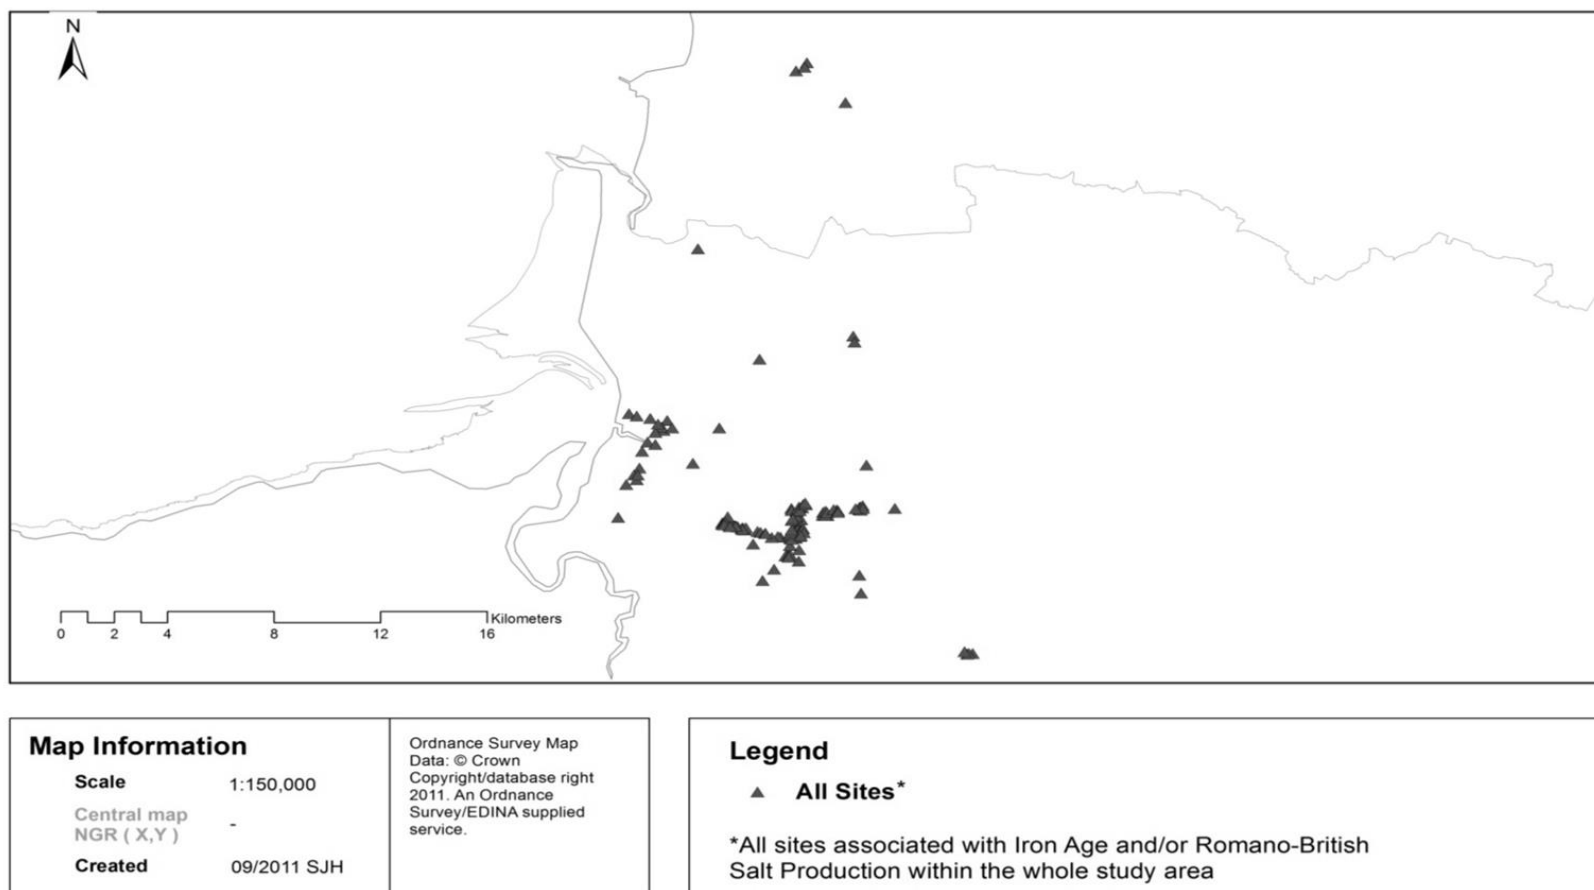 N
Kilometers
0 2 4 8 12 16
Map Information
Scale 1:150,000
Central map
NGR ( X,Y ) -
Created 09/2011 SJH
Ordnance Survey Map
Data: © Crown
Copyright/database right
2011. An Ordnance
Survey/EDINA supplied
service.
Legend
All Sites*
*All sites associated with Iron Age and/or Romano-British
Salt Production within the whole study area